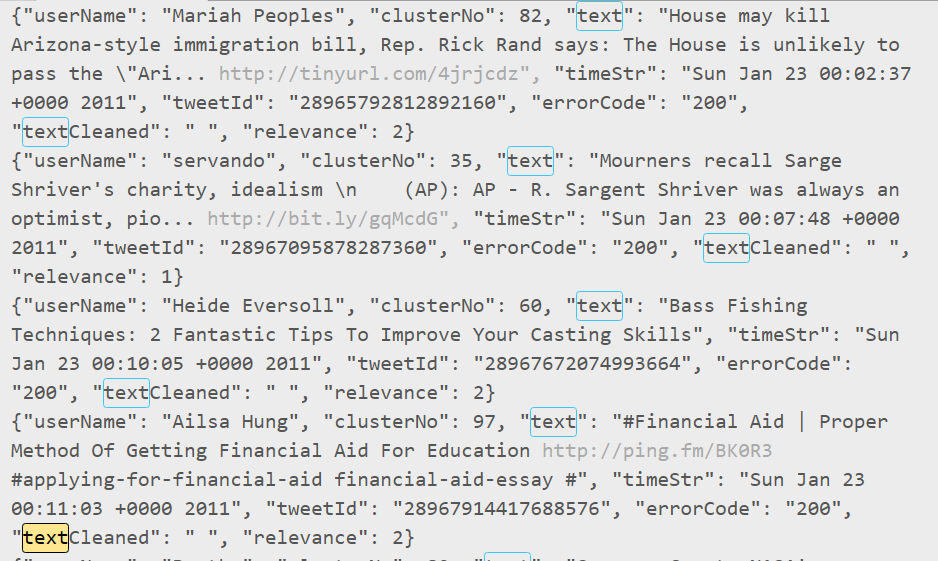 {"userName": "Mariah Peoples", "clusterNo": 82, "text": "House may kill
Arizona-style immigration bill, Rep. Rick Rand says: The House is unlikely to
pass the \"Ari... http://tinyurl.com/4jrjcdz", "timeStr": "Sun Jan 23 00:02:37
+0000 2011", "tweetId": "28965792812892160", "errorCode": "200",
"textCleaned": " ", "relevance": 2}
{"userName": "servando", "clusterNo": 35, "text": "Mourners recall Sarge
Shriver's charity, idealism \n    (AP): AP - R. Sargent Shriver was always an
optimist, pio... http://bit.ly/gqMcdG", "timeStr": "Sun Jan 23 00:07:48 +0000
2011", "tweetId": "28967095878287360", "errorCode": "200", "textCleaned": " ",
"relevance": 1}
{"userName": "Heide Eversoll", "clusterNo": 60, "text": "Bass Fishing
Techniques: 2 Fantastic Tips To Improve Your Casting Skills", "timeStr": "Sun
Jan 23 00:10:05 +0000 2011", "tweetId": "28967672074993664", "errorCode":
"200", "textCleaned": " ", "relevance": 2}
{"userName": "Ailsa Hung", "clusterNo": 97, "text": "#Financial Aid | Proper
Method Of Getting Financial Aid For Education http://ping.fm/BK0R3
#applying-for-financial-aid financial-aid-essay #", "timeStr": "Sun Jan 23
00:11:03 +0000 2011", "tweetId": "28967914417688576", "errorCode": "200",
"textCleaned": " ", "relevance": 2}